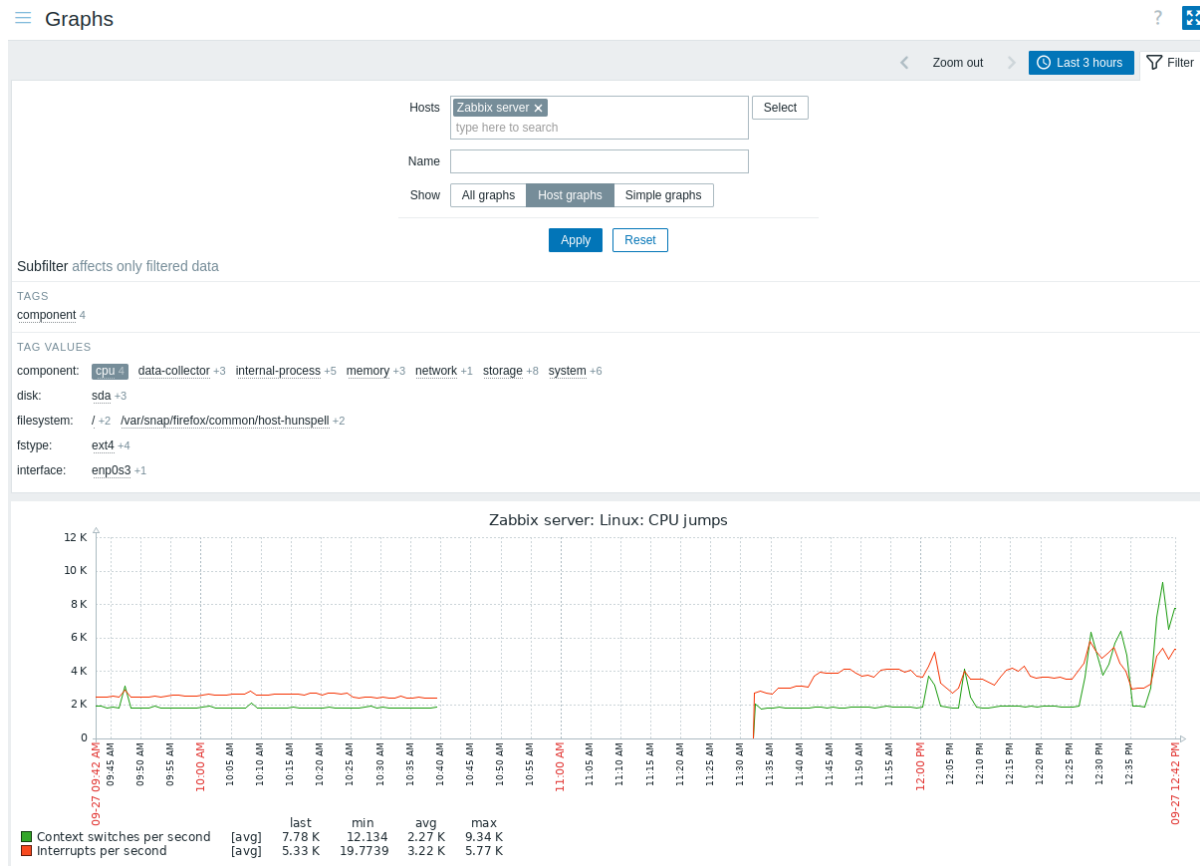 Graphs
?
Zoom out
Last 3 hours
Filter
Hosts
Zabbix server
Select
type here to search
Name
Show
All graphs
Host graphs
Simple graphs
Apply
Reset
Subfilter affects only filtered data
TAGS
component 4
TAG VALUES
component: cpu 4 data-collector +3 internal-process +5 memory +3 network +1 storage +8 system +6
disk: sda +3
filesystem: / +2 /var/snap/firefox/common/host-hunspell +2
fstype: ext4 +4
interface: enp0s3 +1
Zabbix server: Linux: CPU jumps
12 K
10 K
8 K
6 K
4 K
2 K
0
09-27 09:42 AM
09:45 AM
09:50 AM
09:55 AM
10:00 AM
10:05 AM
10:10 AM
10:15 AM
10:20 AM
10:25 AM
10:30 AM
10:35 AM
10:40 AM
10:45 AM
10:50 AM
10:55 AM
11:00 AM
11:05 AM
11:10 AM
11:15 AM
11:20 AM
11:25 AM
11:30 AM
11:35 AM
11:40 AM
11:45 AM
11:50 AM
11:55 AM
12:00 PM
12:05 PM
12:10 PM
12:15 PM
12:20 PM
12:25 PM
12:30 PM
12:35 PM
09-27 12:42 PM
last min avg max
Context switches per second [avg] 7.78 K 12.134 2.27 K 9.34 K
Interrupts per second [avg] 5.33 K 19.7739 3.22 K 5.77 K